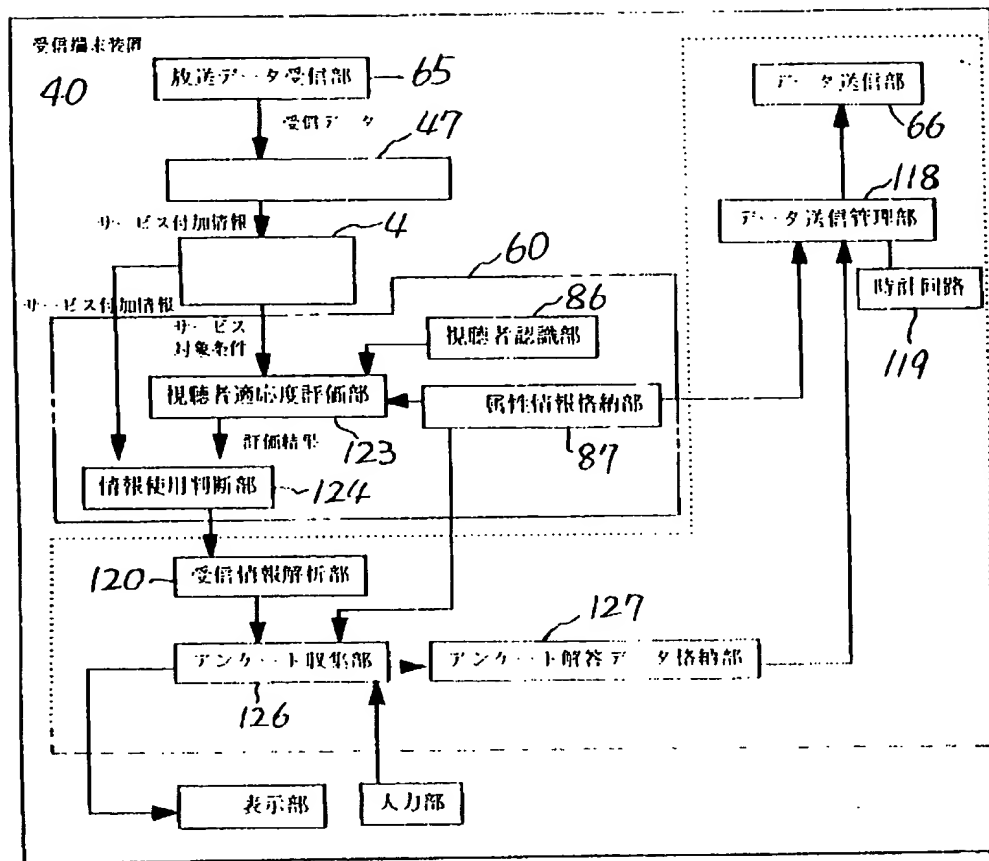 受信端末装置
40
放送データ受信部
65
受信データ
47
サービス付加情報
4
サービス付加情報
サービス
対象条件
60
86
視聴者認識部
視聴者適応度評価部
123
属性情報格納部
87
評価結果
情報使用判断部
124
120
受信情報解析部
アンケート収集部
126
127
アンケート解答データ格納部
表示部
入力部
データ送信部
66
118
データ送信管理部
時計回路
119